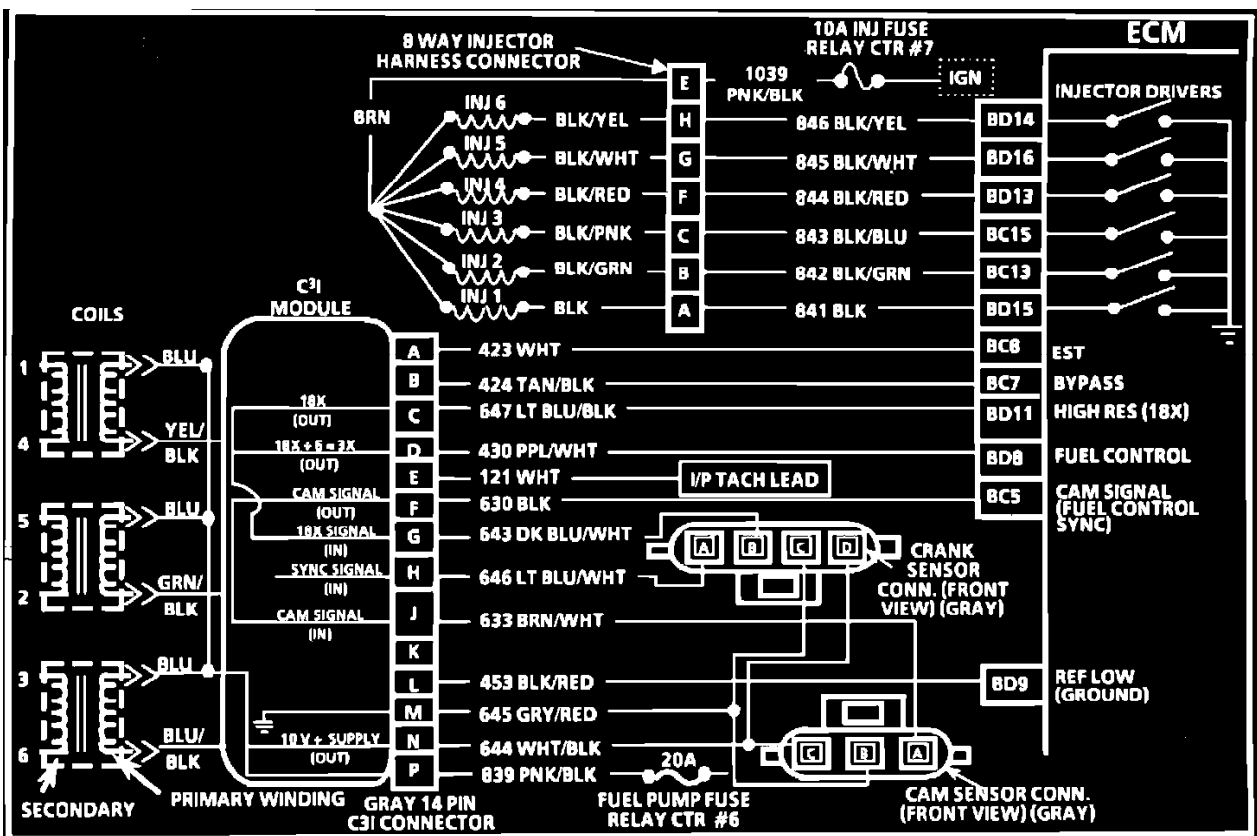 10A INJ FUSE
RELAY CTR #7
ECM
8 WAY INJECTOR
HARNESS CONNECTOR
E
1039
PNK/BLK
IGN
INJECTOR DRIVERS
BRN
INJ 6
BLK/YEL
H
846 BLK/YEL
BD14
INJ 5
BLK/WHT
G
845 BLK/WHT
BD16
INJ 4
BLK/RED
F
844 BLK/RED
BD13
INJ 3
BLK/PNK
C
843 BLK/BLU
BC15
INJ 2
BLK/GRN
B
842 BLK/GRN
BC13
INJ 1
BLK
A
841 BLK
BD15
C³I
MODULE
COILS
1
BLU
4
YEL/
BLK
5
BLU
2
GRN/
BLK
3
BLU
6
BLU/
BLK
SECONDARY
PRIMARY WINDING
A
423 WHT
BC8
EST
B
424 TAN/BLK
BC7
BYPASS
18X
(OUT)
C
647 LT BLU/BLK
BD11
HIGH RES (18X)
18X ÷ 6 = 3X
(OUT)
D
430 PPL/WHT
BD8
FUEL CONTROL
E
121 WHT
I/P TACH LEAD
CAM SIGNAL
(OUT)
F
630 BLK
BC5
CAM SIGNAL
(FUEL CONTROL
SYNC)
18X SIGNAL
(IN)
G
643 DK BLU/WHT
A B C D
CRANK
SENSOR
CONN. (FRONT
VIEW) (GRAY)
SYNC SIGNAL
(IN)
H
646 LT BLU/WHT
CAM SIGNAL
(IN)
J
633 BRN/WHT
K
L
453 BLK/RED
BD9
REF LOW
(GROUND)
M
645 GRY/RED
10 V + SUPPLY
(OUT)
N
644 WHT/BLK
C B A
P
839 PNK/BLK
20A
FUEL PUMP FUSE
RELAY CTR #6
GRAY 14 PIN
C3I CONNECTOR
CAM SENSOR CONN.
(FRONT VIEW) (GRAY)